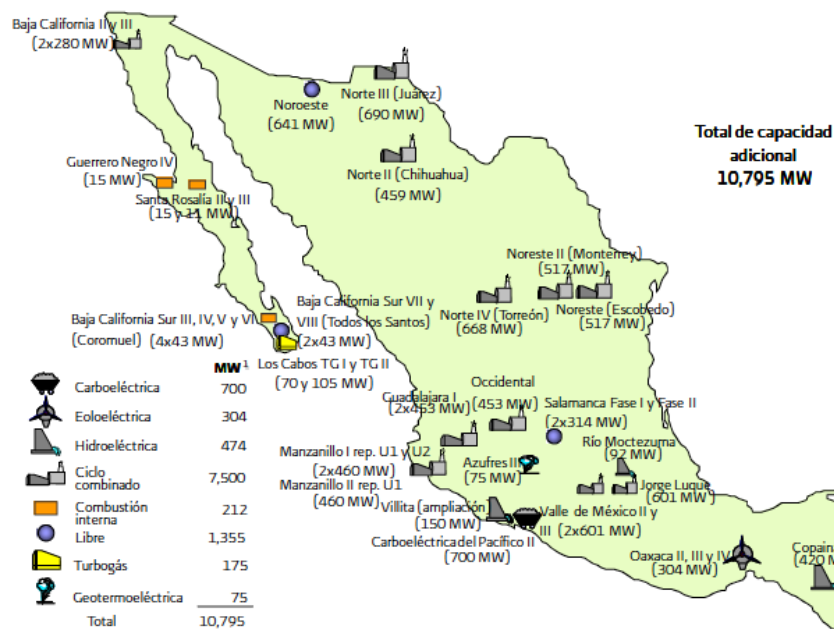 Baja California II y III
(2x280 MW)
Noroeste
(641 MW)
Norte III (Juárez)
(690 MW)
Total de capacidad
adicional
10,795 MW
Norte II (Chihuahua)
(459 MW)
Guerrero Negro IV
(15 MW)
Santa Rosalía II y III
(15 y 11 MW)
Noreste II (Monterrey)
(517 MW)
Norte IV (Torreón)
(668 MW)
Noreste (Escobedo)
(517 MW)
Baja California Sur III, IV, V y VI
(Coromuel) (4x43 MW)
Baja California Sur VII y
VIII (Todos los Santos)
(2x43 MW)
Los Cabos TG I y TG II
(70 y 105 MW)
MW¹
Carboeléctrica 700
Eoloeléctrica 304
Hidroeléctrica 474
Ciclo
combinado 7,500
Combustión
interna 212
Libre 1,355
Turbogás 175
Geotermoeléctrica 75
Total 10,795
Guadalajara I
(2x453 MW)
Occidental
(453 MW)
Salamanca Fase I y Fase II
(2x314 MW)
Río Moctezuma
(92 MW)
Manzanillo I rep. U1 y U2
(2x460 MW)
Manzanillo II rep. U1
(460 MW)
Azufres III
(75 MW)
Jorge Luque
(601 MW)
Villita (ampliación)
(150 MW)
Valle de México II y
III (2x601 MW)
Carboeléctrica del Pacífico II
(700 MW)
Oaxaca II, III y IV
(304 MW)
(420 M